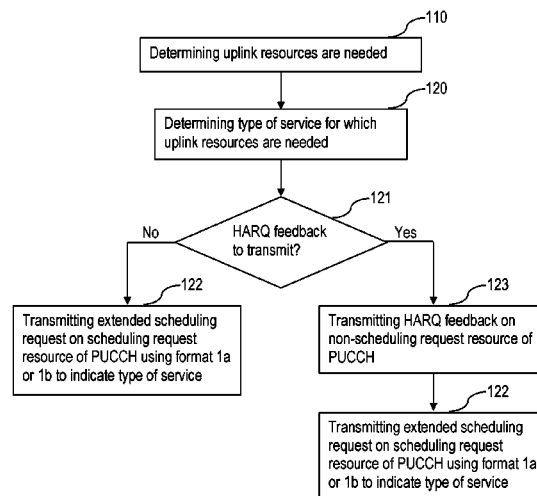 110
Determining uplink resources are needed
120
Determining type of service for which
uplink resources are needed
121
HARQ feedback
to transmit?
No
Yes
122
Transmitting extended scheduling
request on scheduling request
resource of PUCCH using format 1a
or 1b to indicate type of service
123
Transmitting HARQ feedback on
non-scheduling request resource of
PUCCH
122
Transmitting extended scheduling
request on scheduling request
resource of PUCCH using format 1a
or 1b to indicate type of service